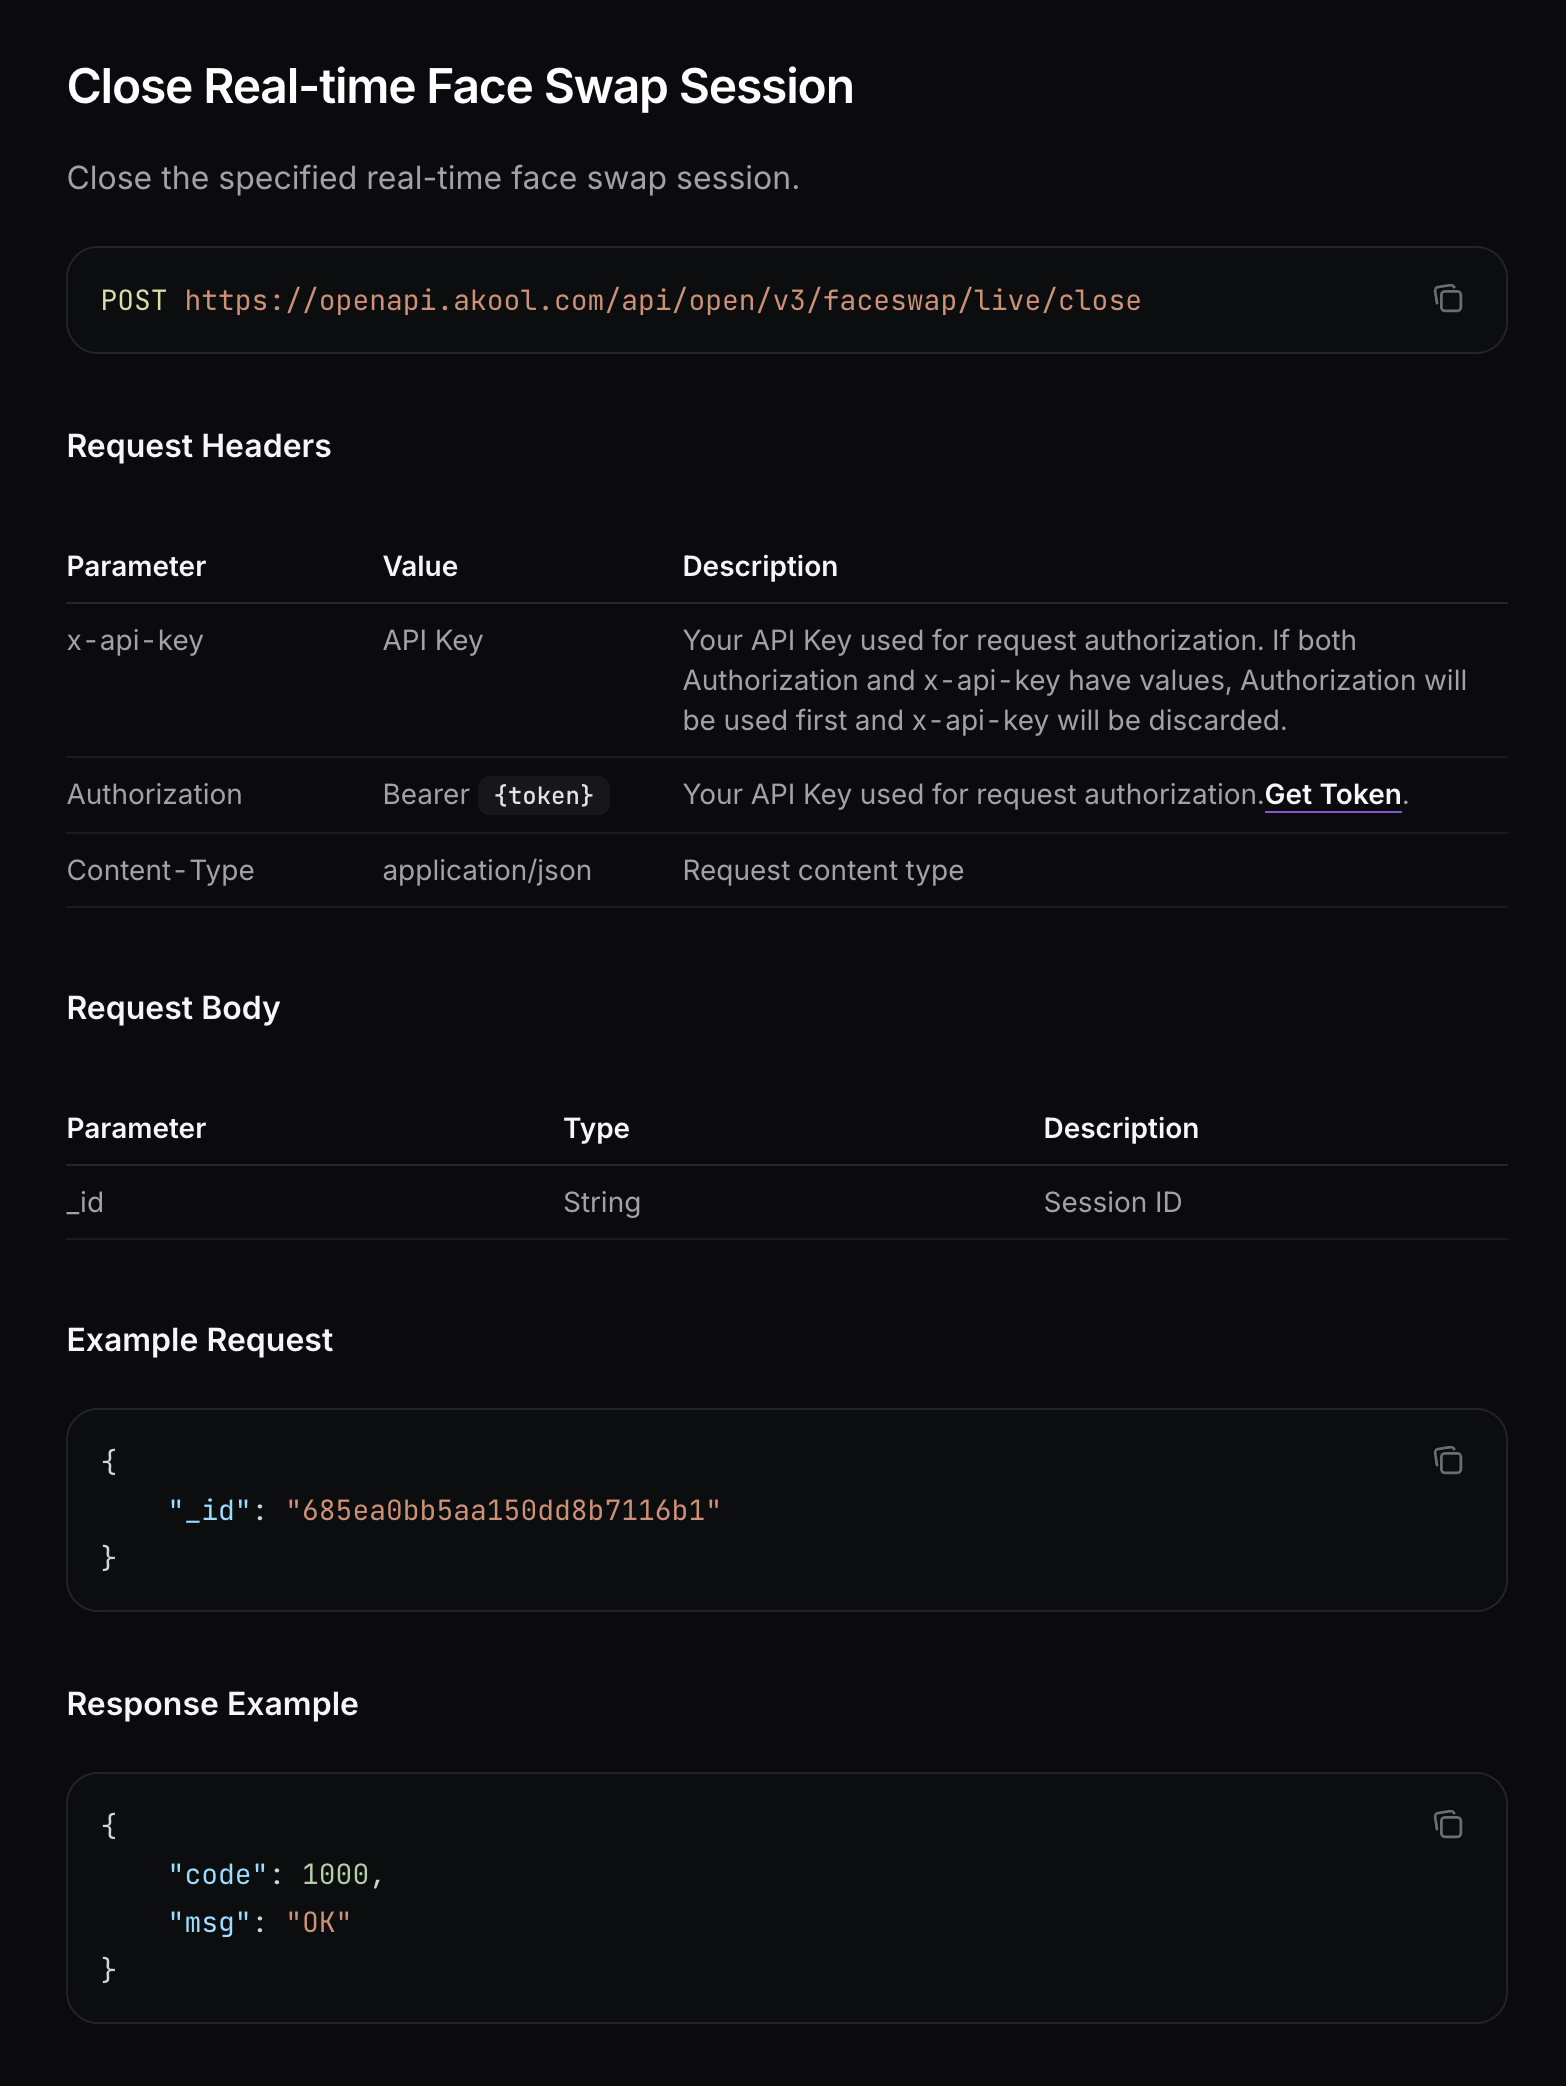 Close Real-time Face Swap Session
Close the specified real-time face swap session.
POST https://openapi.akool.com/api/open/v3/faceswap/live/close
Request Headers
Parameter Value Description
x-api-key API Key Your API Key used for request authorization. If both
Authorization and x-api-key have values, Authorization will
be used first and x-api-key will be discarded.
Authorization Bearer {token} Your API Key used for request authorization.Get Token.
Content-Type application/json Request content type
Request Body
Parameter Type Description
_id String Session ID
Example Request
{
    "_id": "685ea0bb5aa150dd8b7116b1"
}
Response Example
{
    "code": 1000,
    "msg": "OK"
}